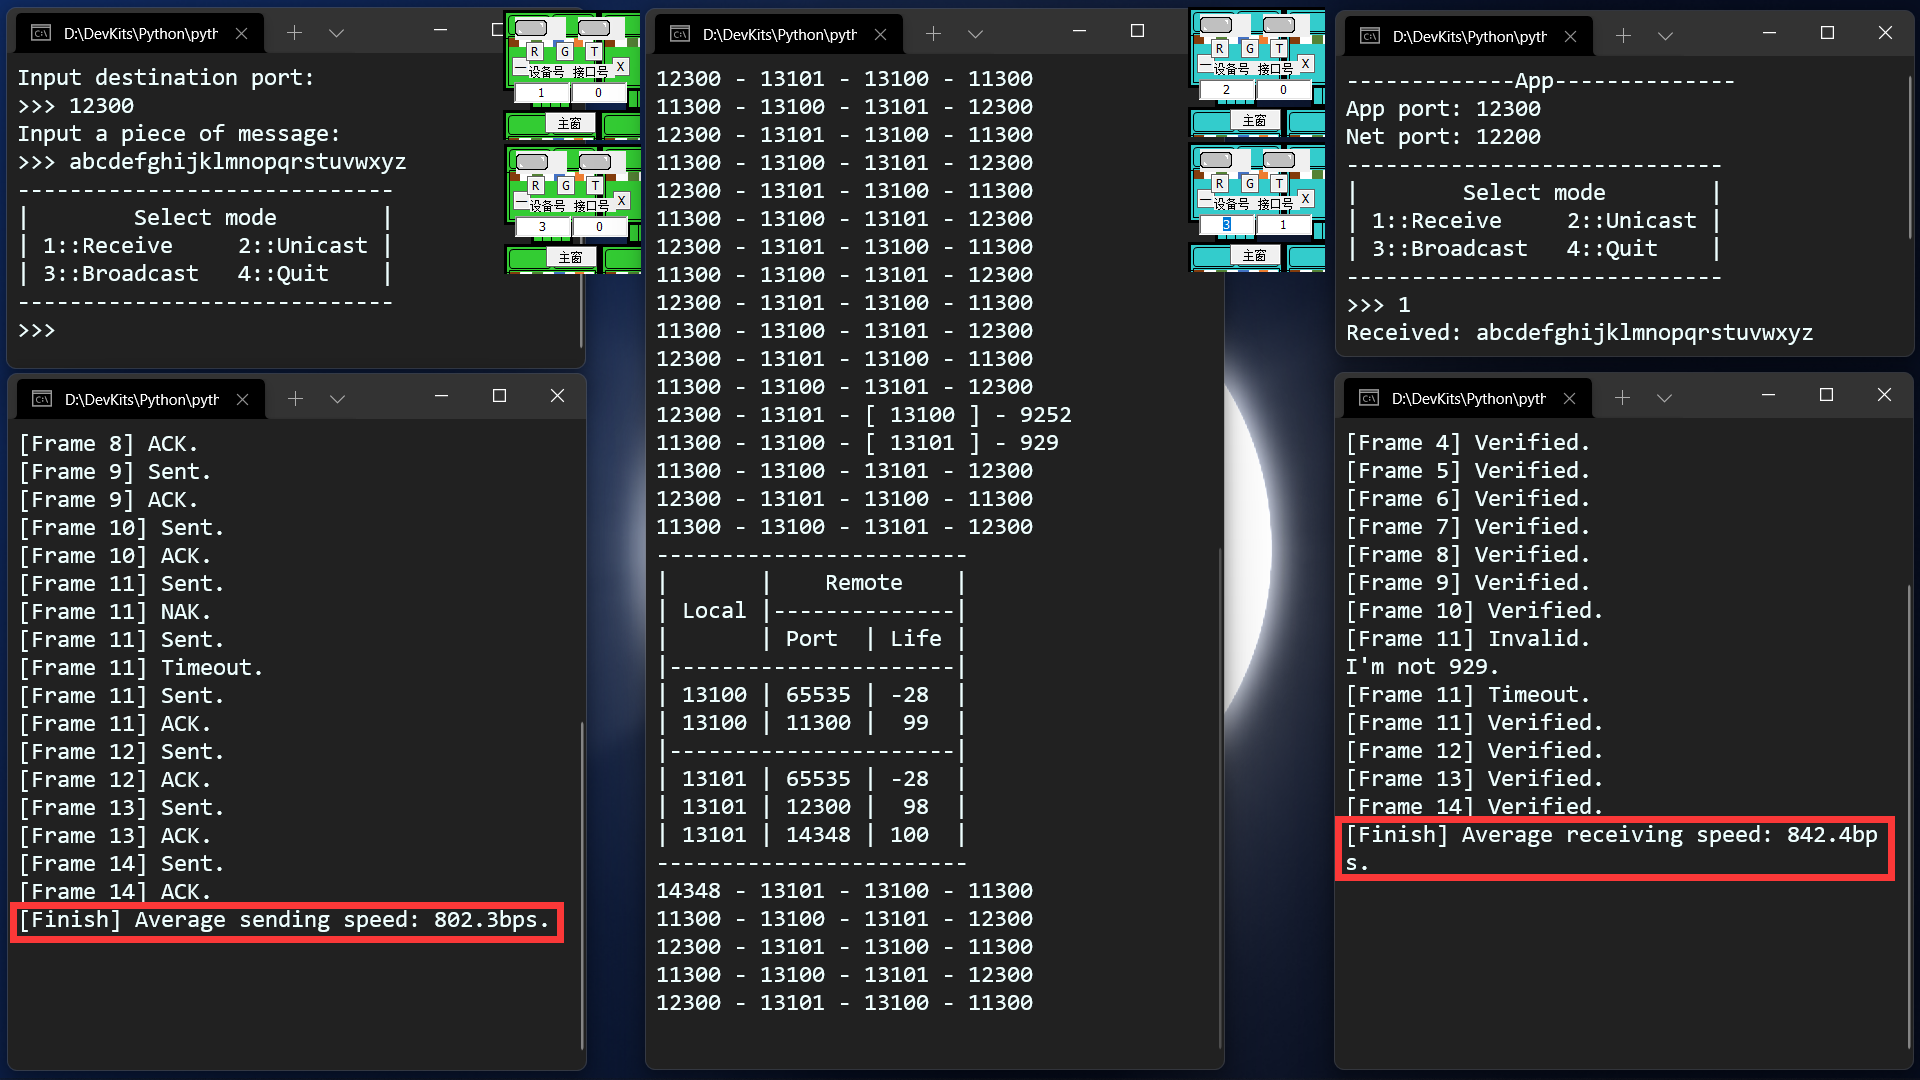 D:\DevKits\Python\pyth
Input destination port:
>>> 12300
Input a piece of message:
>>> abcdefghijklmnopqrstuvwxyz
-----------------------------
|        Select mode        |
| 1::Receive     2::Unicast |
| 3::Broadcast   4::Quit    |
-----------------------------
>>>
R G T X
设备号 接口号
1 0
主窗
R G T X
设备号 接口号
3 0
主窗
D:\DevKits\Python\pyth
[Frame 8] ACK.
[Frame 9] Sent.
[Frame 9] ACK.
[Frame 10] Sent.
[Frame 10] ACK.
[Frame 11] Sent.
[Frame 11] NAK.
[Frame 11] Sent.
[Frame 11] Timeout.
[Frame 11] Sent.
[Frame 11] ACK.
[Frame 12] Sent.
[Frame 12] ACK.
[Frame 13] Sent.
[Frame 13] ACK.
[Frame 14] Sent.
[Frame 14] ACK.
[Finish] Average sending speed: 802.3bps.
D:\DevKits\Python\pyth
12300 - 13101 - 13100 - 11300
11300 - 13100 - 13101 - 12300
12300 - 13101 - 13100 - 11300
11300 - 13100 - 13101 - 12300
12300 - 13101 - 13100 - 11300
11300 - 13100 - 13101 - 12300
12300 - 13101 - 13100 - 11300
11300 - 13100 - 13101 - 12300
12300 - 13101 - 13100 - 11300
11300 - 13100 - 13101 - 12300
12300 - 13101 - 13100 - 11300
11300 - 13100 - 13101 - 12300
12300 - 13101 - [ 13100 ] - 9252
11300 - 13100 - [ 13101 ] - 929
11300 - 13100 - 13101 - 12300
12300 - 13101 - 13100 - 11300
11300 - 13100 - 13101 - 12300
------------------------
|       |    Remote    |
| Local |--------------|
|       | Port  | Life |
|----------------------|
| 13100 | 65535 | -28  |
| 13100 | 11300 |  99  |
|----------------------|
| 13101 | 65535 | -28  |
| 13101 | 12300 |  98  |
| 13101 | 14348 | 100  |
------------------------
14348 - 13101 - 13100 - 11300
11300 - 13100 - 13101 - 12300
12300 - 13101 - 13100 - 11300
11300 - 13100 - 13101 - 12300
12300 - 13101 - 13100 - 11300
R G T X
设备号 接口号
2 0
主窗
R G T X
设备号 接口号
3 1
主窗
D:\DevKits\Python\pyth
-------------App--------------
App port: 12300
Net port: 12200
-----------------------------
|        Select mode        |
| 1::Receive     2::Unicast |
| 3::Broadcast   4::Quit    |
-----------------------------
>>> 1
Received: abcdefghijklmnopqrstuvwxyz
D:\DevKits\Python\pyth
[Frame 4] Verified.
[Frame 5] Verified.
[Frame 6] Verified.
[Frame 7] Verified.
[Frame 8] Verified.
[Frame 9] Verified.
[Frame 10] Verified.
[Frame 11] Invalid.
I'm not 929.
[Frame 11] Timeout.
[Frame 11] Verified.
[Frame 12] Verified.
[Frame 13] Verified.
[Frame 14] Verified.
[Finish] Average receiving speed: 842.4bp
s.